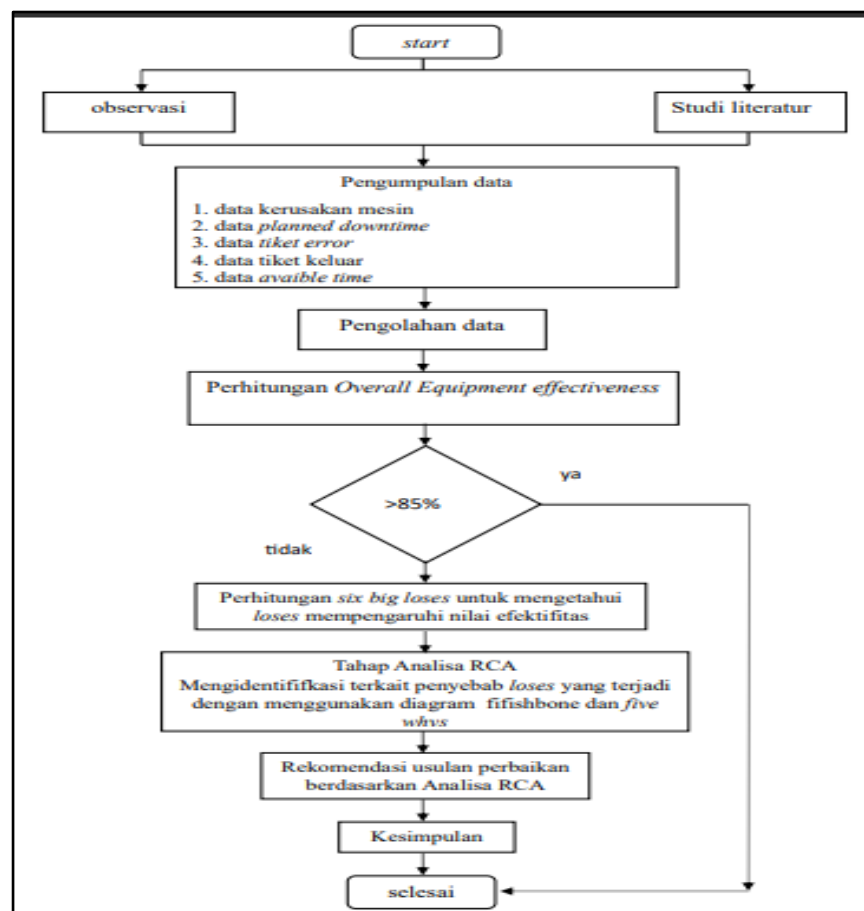 start
observasi
Studi literatur
Pengumpulan data
1. data kerusakan mesin
2. data planned downtime
3. data tiket error
4. data tiket keluar
5. data avaible time
Pengolahan data
Perhitungan Overall Equipment effectiveness
>85%
ya
tidak
Perhitungan six big loses untuk mengetahui
loses mempengaruhi nilai efektifitas
Tahap Analisa RCA
Mengidentififkasi terkait penyebab loses yang terjadi
dengan menggunakan diagram fifishbone dan five
whys
Rekomendasi usulan perbaikan
berdasarkan Analisa RCA
Kesimpulan
selesai